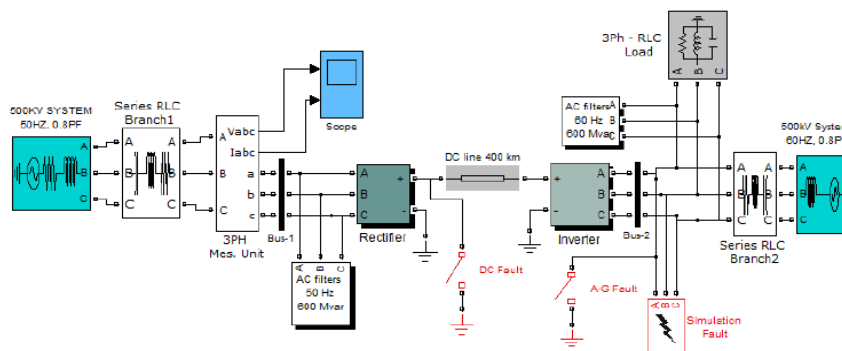 500KV SYSTEM
50HZ, 0.8PF
A
B
C
Series RLC
Branch1
A
B
C
A
B
C
A
B
C
Vabc
Iabc
a
b
c
3PH
Mes. Unit
Scope
Bus-1
A B C
AC filters
50 Hz
600 Mvar
A
B
C
+
-
Rectifier
DC line 400 km
DC Fault
+
-
A
B
C
Inverter
Bus-2
A-G Fault
3Ph - RLC
Load
A B C
AC filters
60 Hz
600 Mvar
A
B
C
A B C
Simulation
Fault
A
B
C
A
B
C
Series RLC
Branch2
500kV System
60HZ, 0.8P
A
B
C